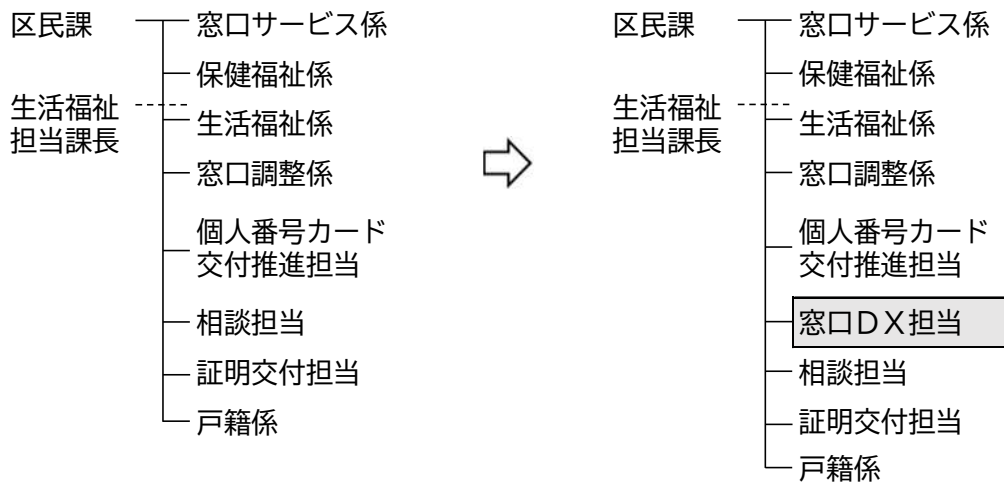 区民課
窓口サービス係
保健福祉係
生活福祉
担当課長
生活福祉係
窓口調整係
個人番号カード
交付推進担当
相談担当
証明交付担当
戸籍係
区民課
窓口サービス係
保健福祉係
生活福祉
担当課長
生活福祉係
窓口調整係
個人番号カード
交付推進担当
窓口ＤＸ担当
相談担当
証明交付担当
戸籍係